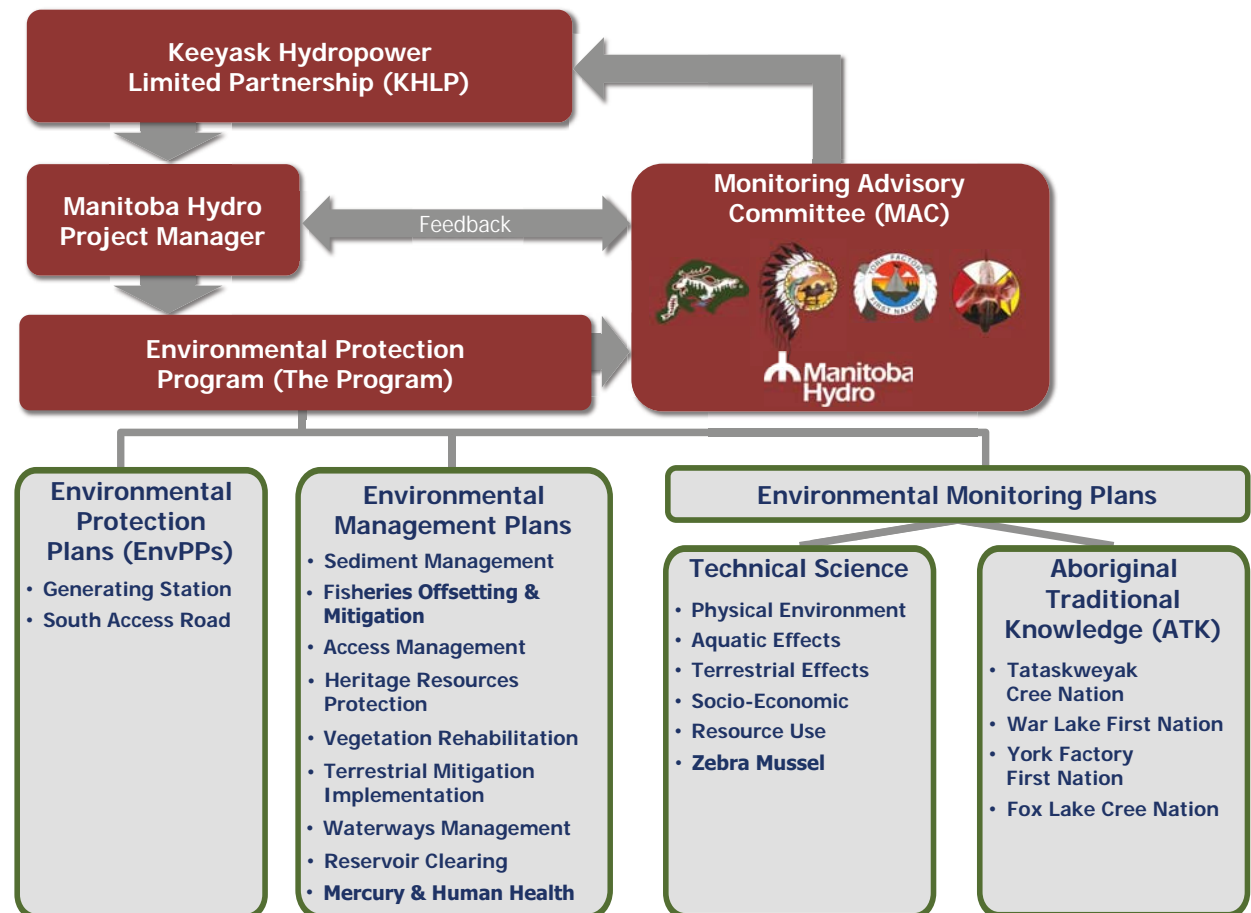 Keeyask Hydropower
Limited Partnership (KHLP)
Manitoba Hydro
Project Manager
Feedback
Monitoring Advisory
Committee (MAC)
YORK FACTORY
FIRST NATION
Manitoba
Hydro
Environmental Protection
Program (The Program)
Environmental
Protection
Plans (EnvPPs)
• Generating Station
• South Access Road
Environmental
Management Plans
• Sediment Management
• Fisheries Offsetting &
Mitigation
• Access Management
• Heritage Resources
Protection
• Vegetation Rehabilitation
• Terrestrial Mitigation
Implementation
• Waterways Management
• Reservoir Clearing
• Mercury & Human Health
Environmental Monitoring Plans
Technical Science
• Physical Environment
• Aquatic Effects
• Terrestrial Effects
• Socio-Economic
• Resource Use
• Zebra Mussel
Aboriginal
Traditional
Knowledge (ATK)
• Tataskweyak
Cree Nation
• War Lake First Nation
• York Factory
First Nation
• Fox Lake Cree Nation